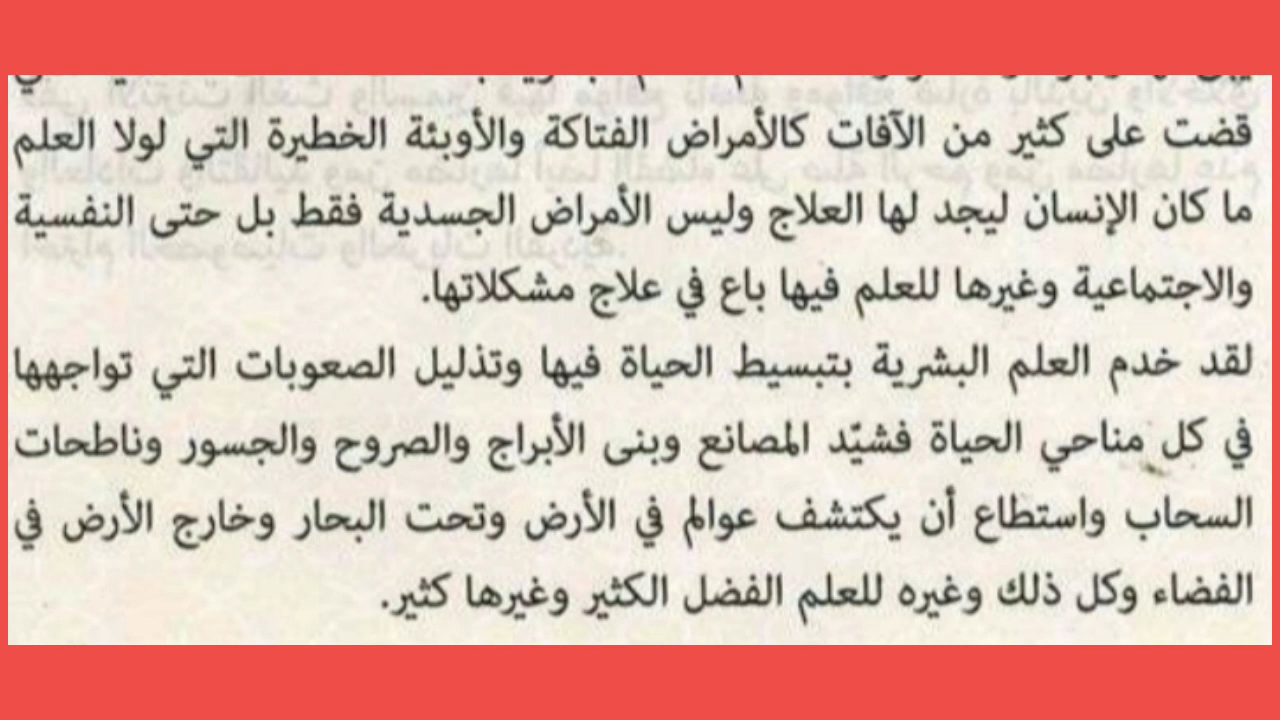 قضت على كثير من الآفات كالأمراض الفتاكة والأوبئة الخطيرة التي لولا العلم
ما كان الإنسان ليجد لها العلاج وليس الأمراض الجسدية فقط بل حتى النفسية
والاجتماعية وغيرها للعلم فيها باع في علاج مشكلاتها.
لقد خدم العلم البشرية بتبسيط الحياة فيها وتذليل الصعوبات التي تواجهها
في كل مناحي الحياة فشيّد المصانع وبنى الأبراج والصروح والجسور وناطحات
السحاب واستطاع أن يكتشف عوالم في الأرض وتحت البحار وخارج الأرض في
الفضاء وكل ذلك وغيره للعلم الفضل الكثير وغيرها كثير.